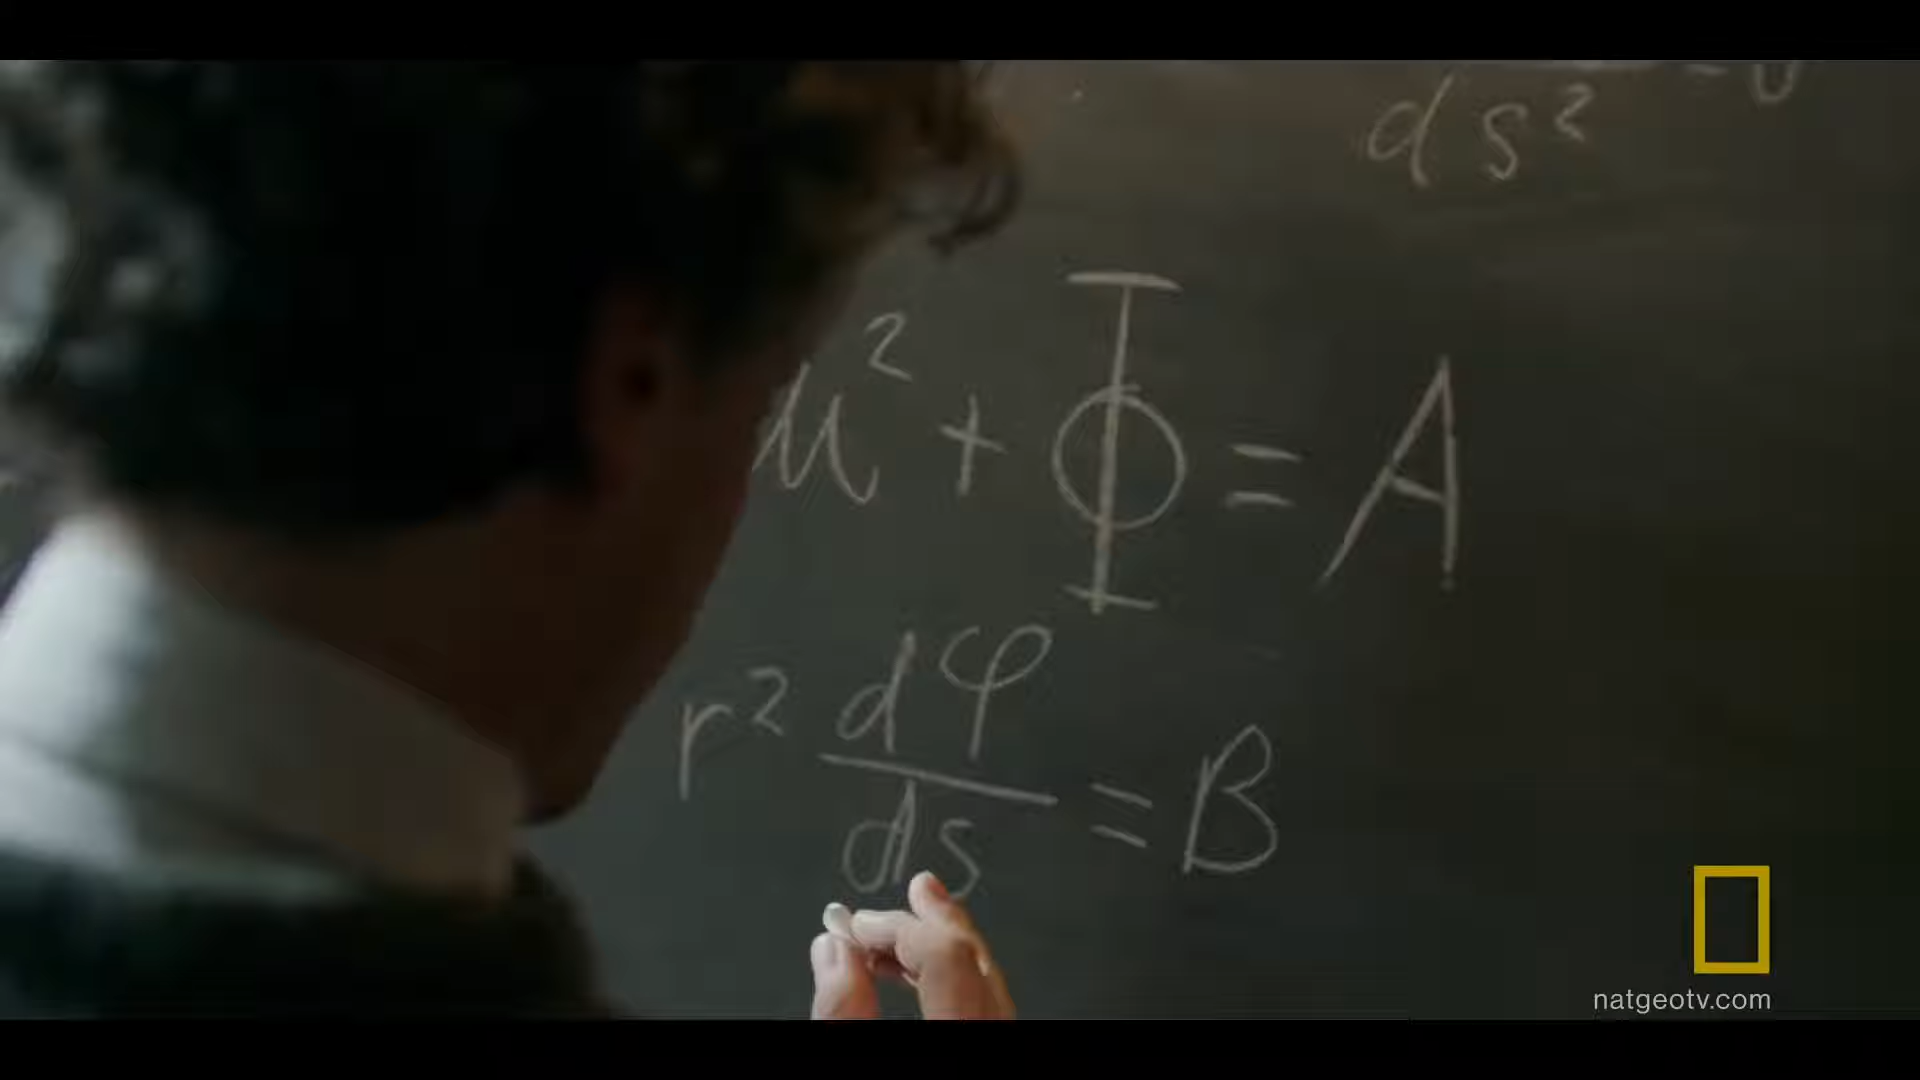 ds²
u² + Φ = A
r² dφ/ds = B
natgeotv.com